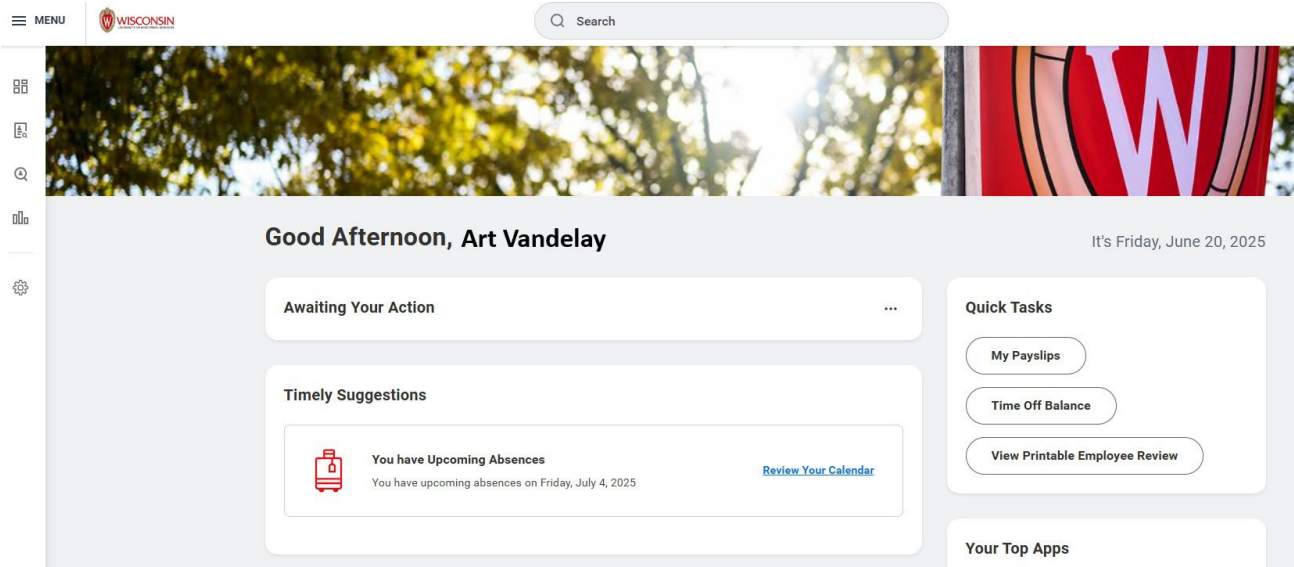 MENU
WISCONSIN
Search
W
Good Afternoon, Art Vandelay
It's Friday, June 20, 2025
Awaiting Your Action
Timely Suggestions
You have Upcoming Absences
You have upcoming absences on Friday, July 4, 2025
Review Your Calendar
Quick Tasks
My Payslips
Time Off Balance
View Printable Employee Review
Your Top Apps